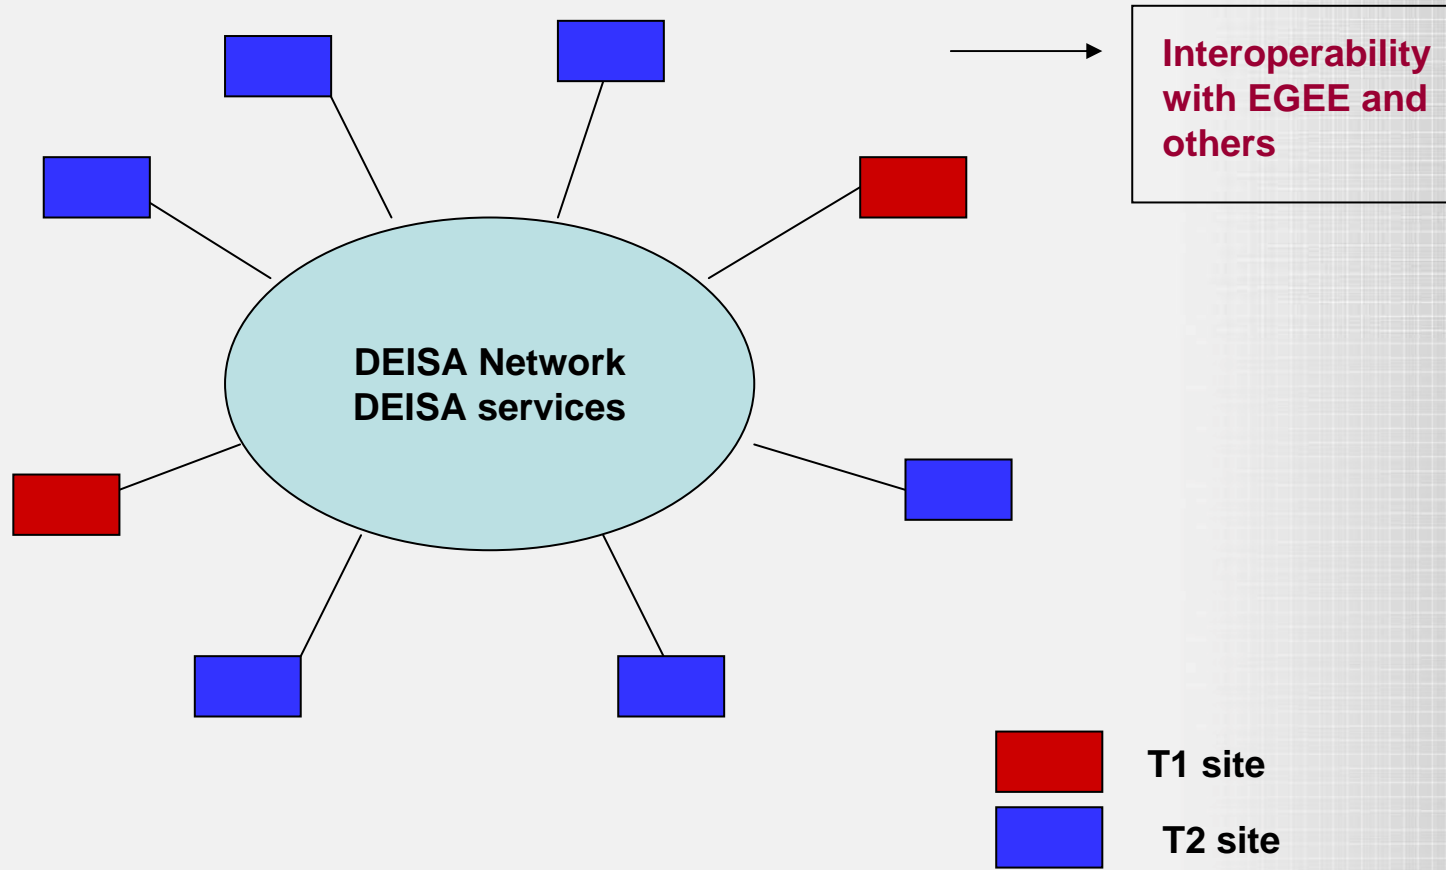 Interoperability
with EGEE and
others
DEISA Network
DEISA services
T1 site
T2 site